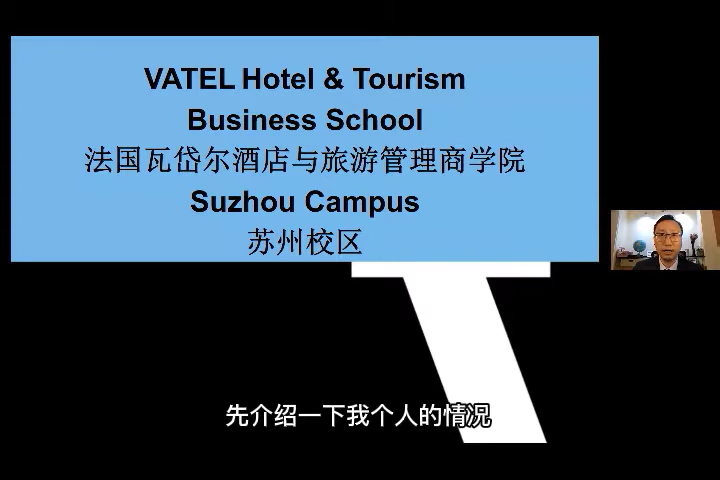 VATEL Hotel & Tourism
Business School
法国瓦岱尔酒店与旅游管理商学院
Suzhou Campus
苏州校区
先介绍一下我个人的情况